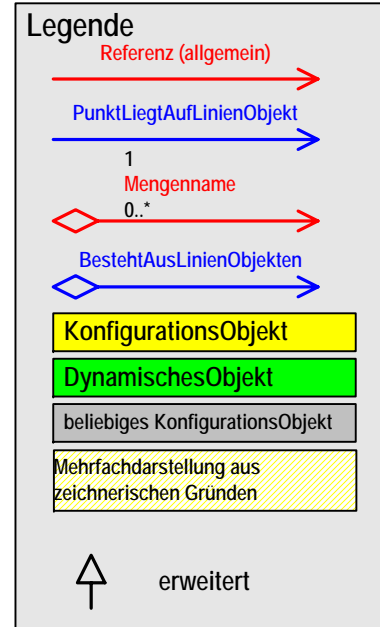 Legende
Referenz (allgemein)
PunktLiegtAufLinienObjekt
1
Mengenname
0..*
BestehtAusLinienObjekten
KonfigurationsObjekt
DynamischesObjekt
beliebiges KonfigurationsObjekt
Mehrfachdarstellung aus
zeichnerischen Gründen
erweitert